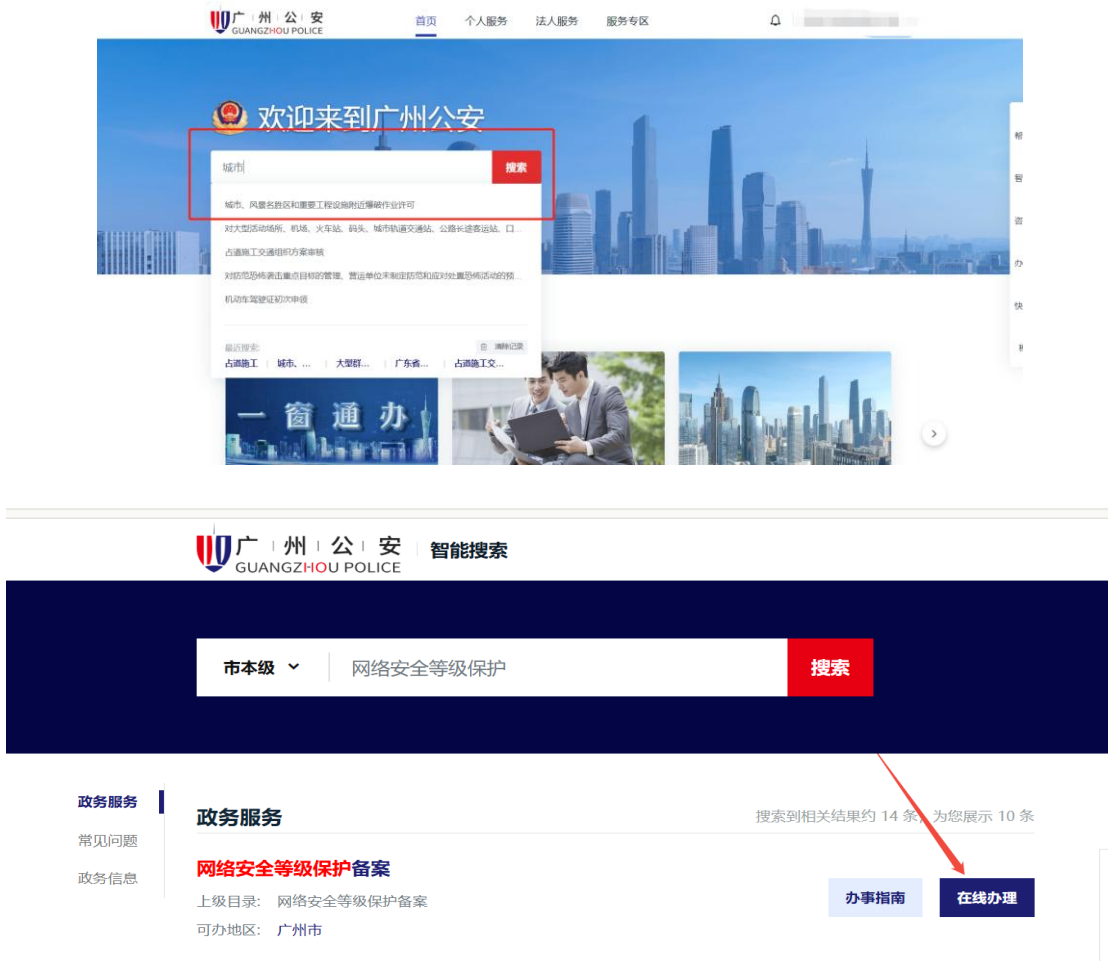 广州公安 首页 个人服务 法人服务 服务专区
GUANGZHOU POLICE
欢迎来到广州公安
城市 搜索
城市、风景名胜区和重要工程设施附近爆破作业许可
对大型活动场所、机场、火车站、码头、城市轨道交通站、公路长途客运站、口...
占道施工交通组织方案审核
对防范恐怖袭击重点目标的管理、营运单位未制定防范和应对处置恐怖活动的预...
机动车驾驶证初次申领
最近搜索: 清除记录
占道施工 城市、... 大型群... 广东省... 占道施工交...
智
咨
办
快
一窗通办
广州公安 智能搜索
GUANGZHOU POLICE
市本级 网络安全等级保护 搜索
政务服务
常见问题
政务信息
政务服务 搜索到相关结果约 14 条，为您展示 10 条
网络安全等级保护备案
上级目录: 网络安全等级保护备案 办事指南 在线办理
可办地区: 广州市